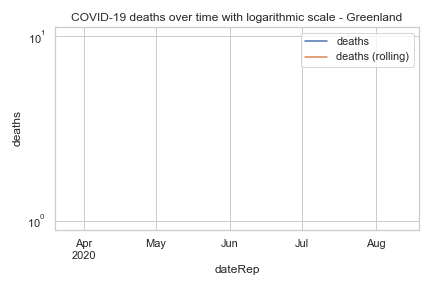 COVID-19 deaths over time with logarithmic scale - Greenland
10¹
deaths
deaths (rolling)
deaths
10⁰
Apr May Jun Jul Aug
2020
dateRep